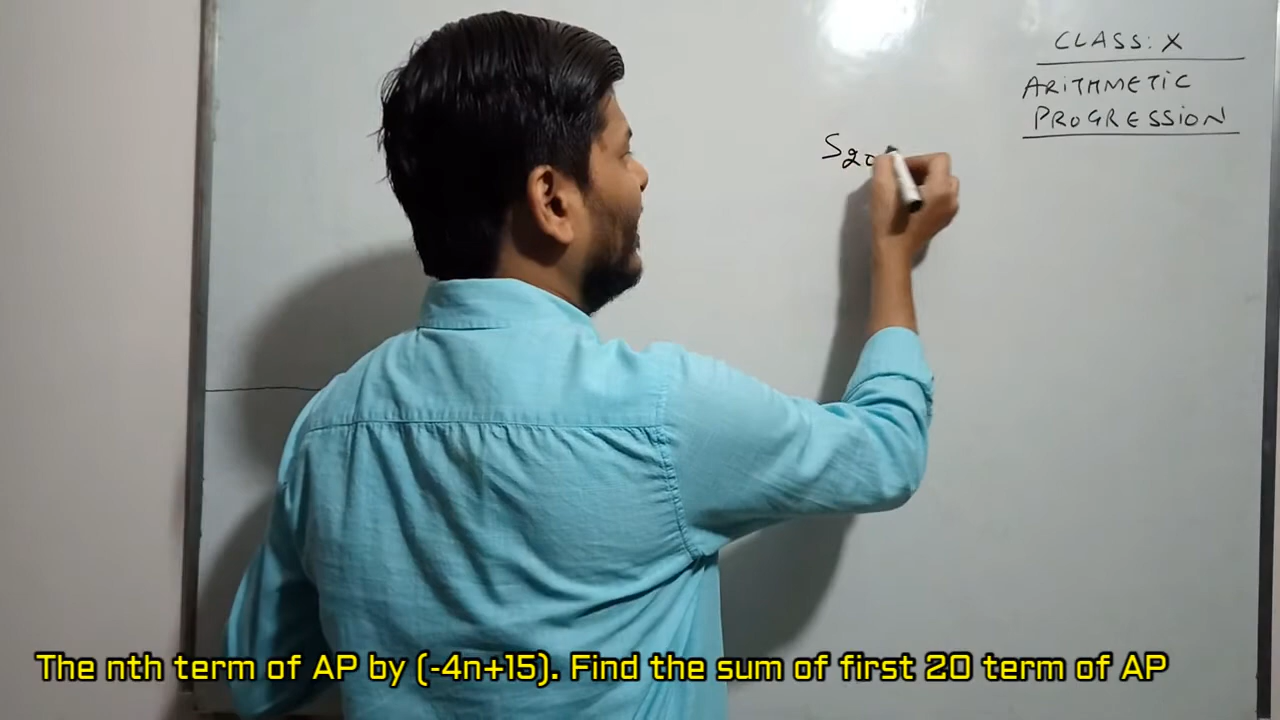 CLASS: X
ARITHMETIC
PROGRESSION
S20
The nth term of AP by (-4n+15). Find the sum of first 20 term of AP